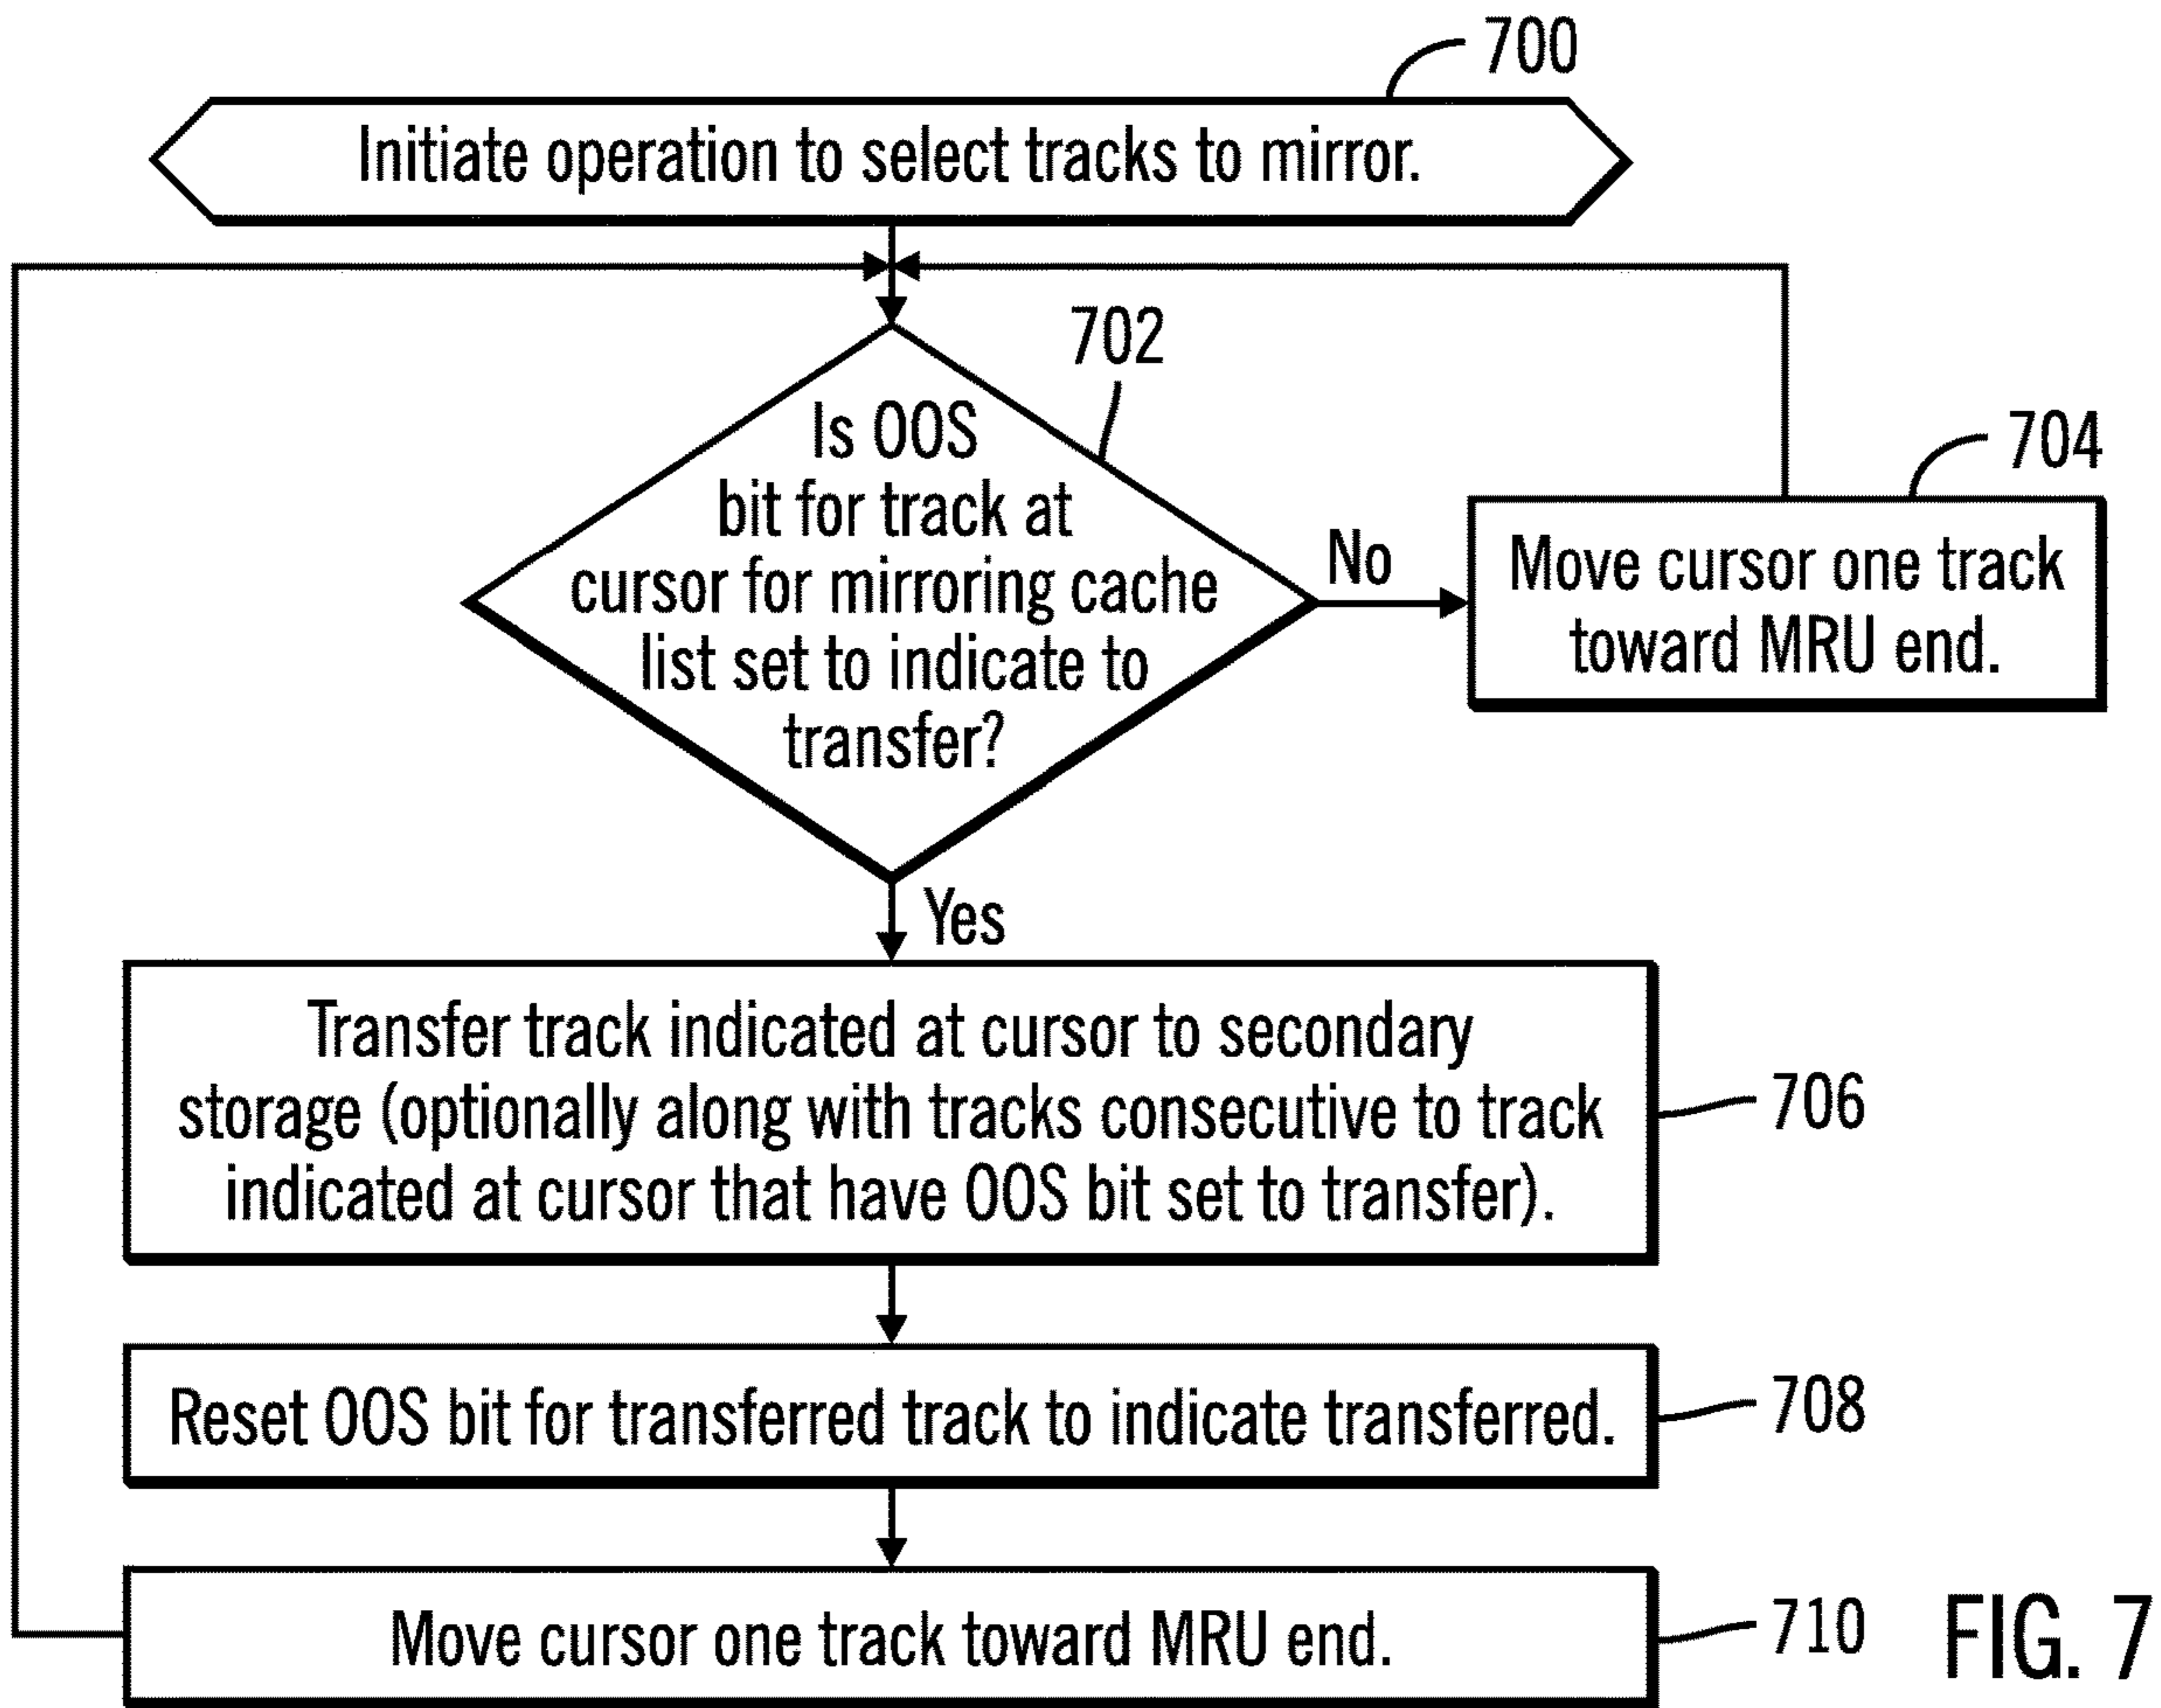 700
Initiate operation to select tracks to mirror.
702
Is OOS
bit for track at
cursor for mirroring cache
list set to indicate to
transfer?
No
704
Move cursor one track
toward MRU end.
Yes
Transfer track indicated at cursor to secondary
storage (optionally along with tracks consecutive to track
indicated at cursor that have OOS bit set to transfer).
706
Reset OOS bit for transferred track to indicate transferred.
708
Move cursor one track toward MRU end.
710
FIG. 7